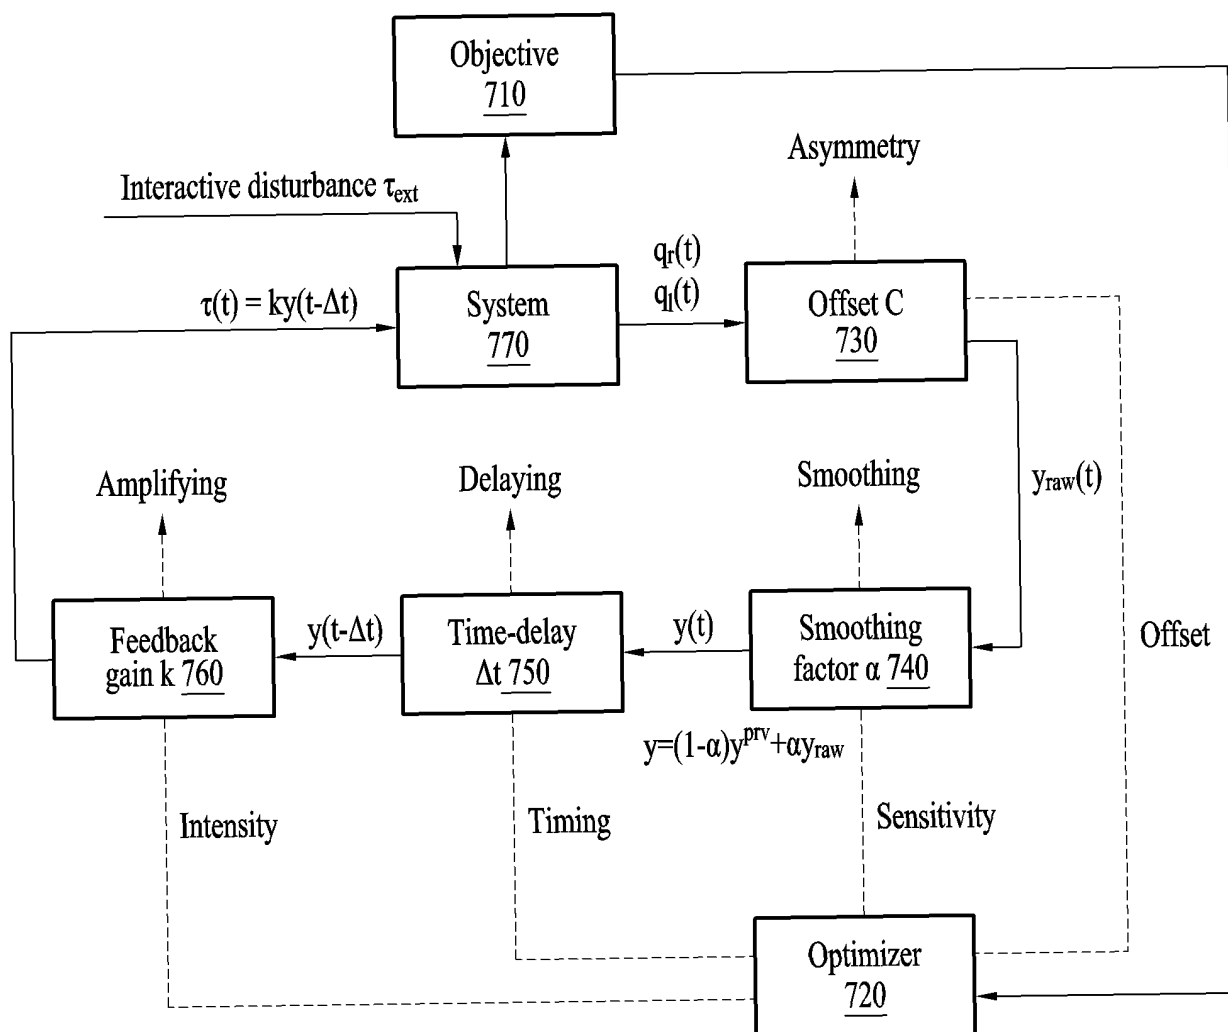 Objective
710
Asymmetry
Interactive disturbance τext
qr(t)
ql(t)
τ(t) = ky(t-Δt)
System
770
Offset C
730
Amplifying
Delaying
Smoothing
yraw(t)
Feedback
gain k 760
y(t-Δt)
Time-delay
Δt 750
y(t)
Smoothing
factor α 740
Offset
y=(1-α)y^prv+αyraw
Intensity
Timing
Sensitivity
Optimizer
720